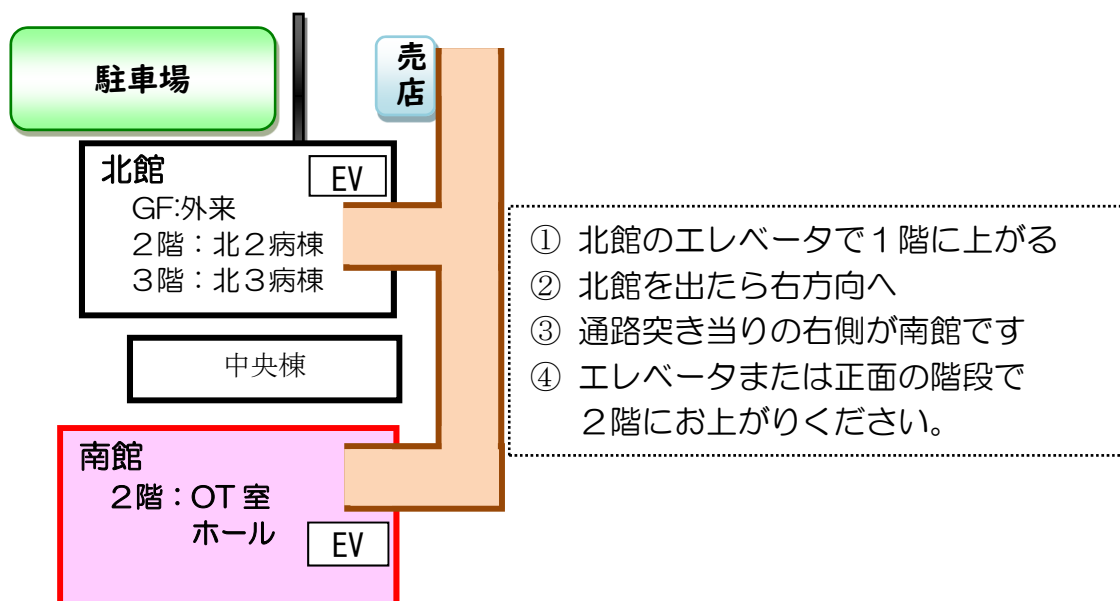 駐車場
売
店
北館
EV
GF:外来
2階：北2病棟
3階：北3病棟
中央棟
南館
2階：OT室
ホール
EV
① 北館のエレベータで１階に上がる
② 北館を出たら右方向へ
③ 通路突き当りの右側が南館です
④ エレベータまたは正面の階段で
２階にお上がりください。